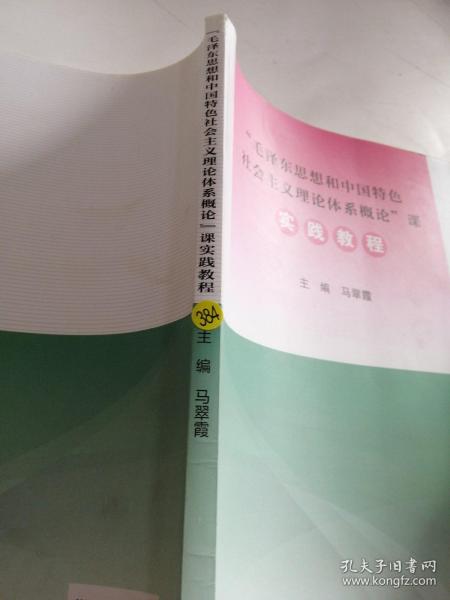 『毛泽东思想和中国特色社会主义理论体系概论』课实践教程
384
主编 马翠霞
“毛泽东思想和中国特色
社会主义理论体系概论”课
实践教程
主 编 马翠霞
孔夫子旧书网
www.kongfz.com